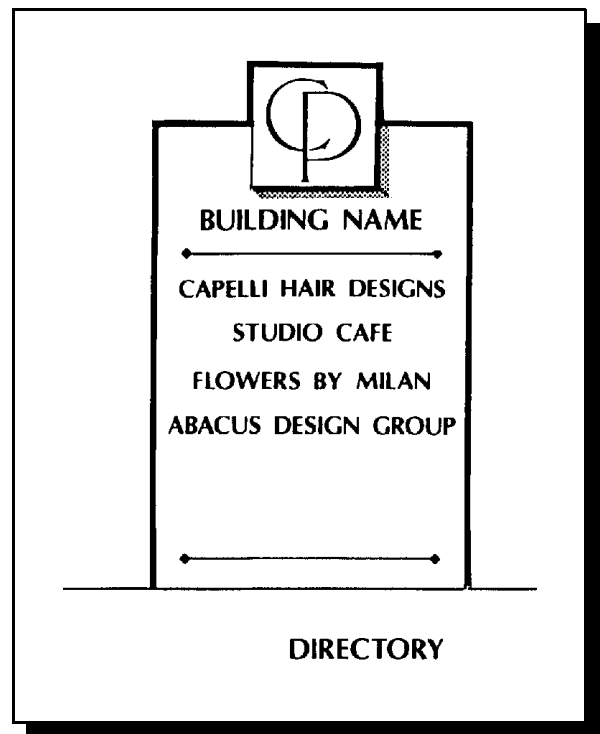 CP
BUILDING NAME
CAPELLI HAIR DESIGNS
STUDIO CAFE
FLOWERS BY MILAN
ABACUS DESIGN GROUP
DIRECTORY